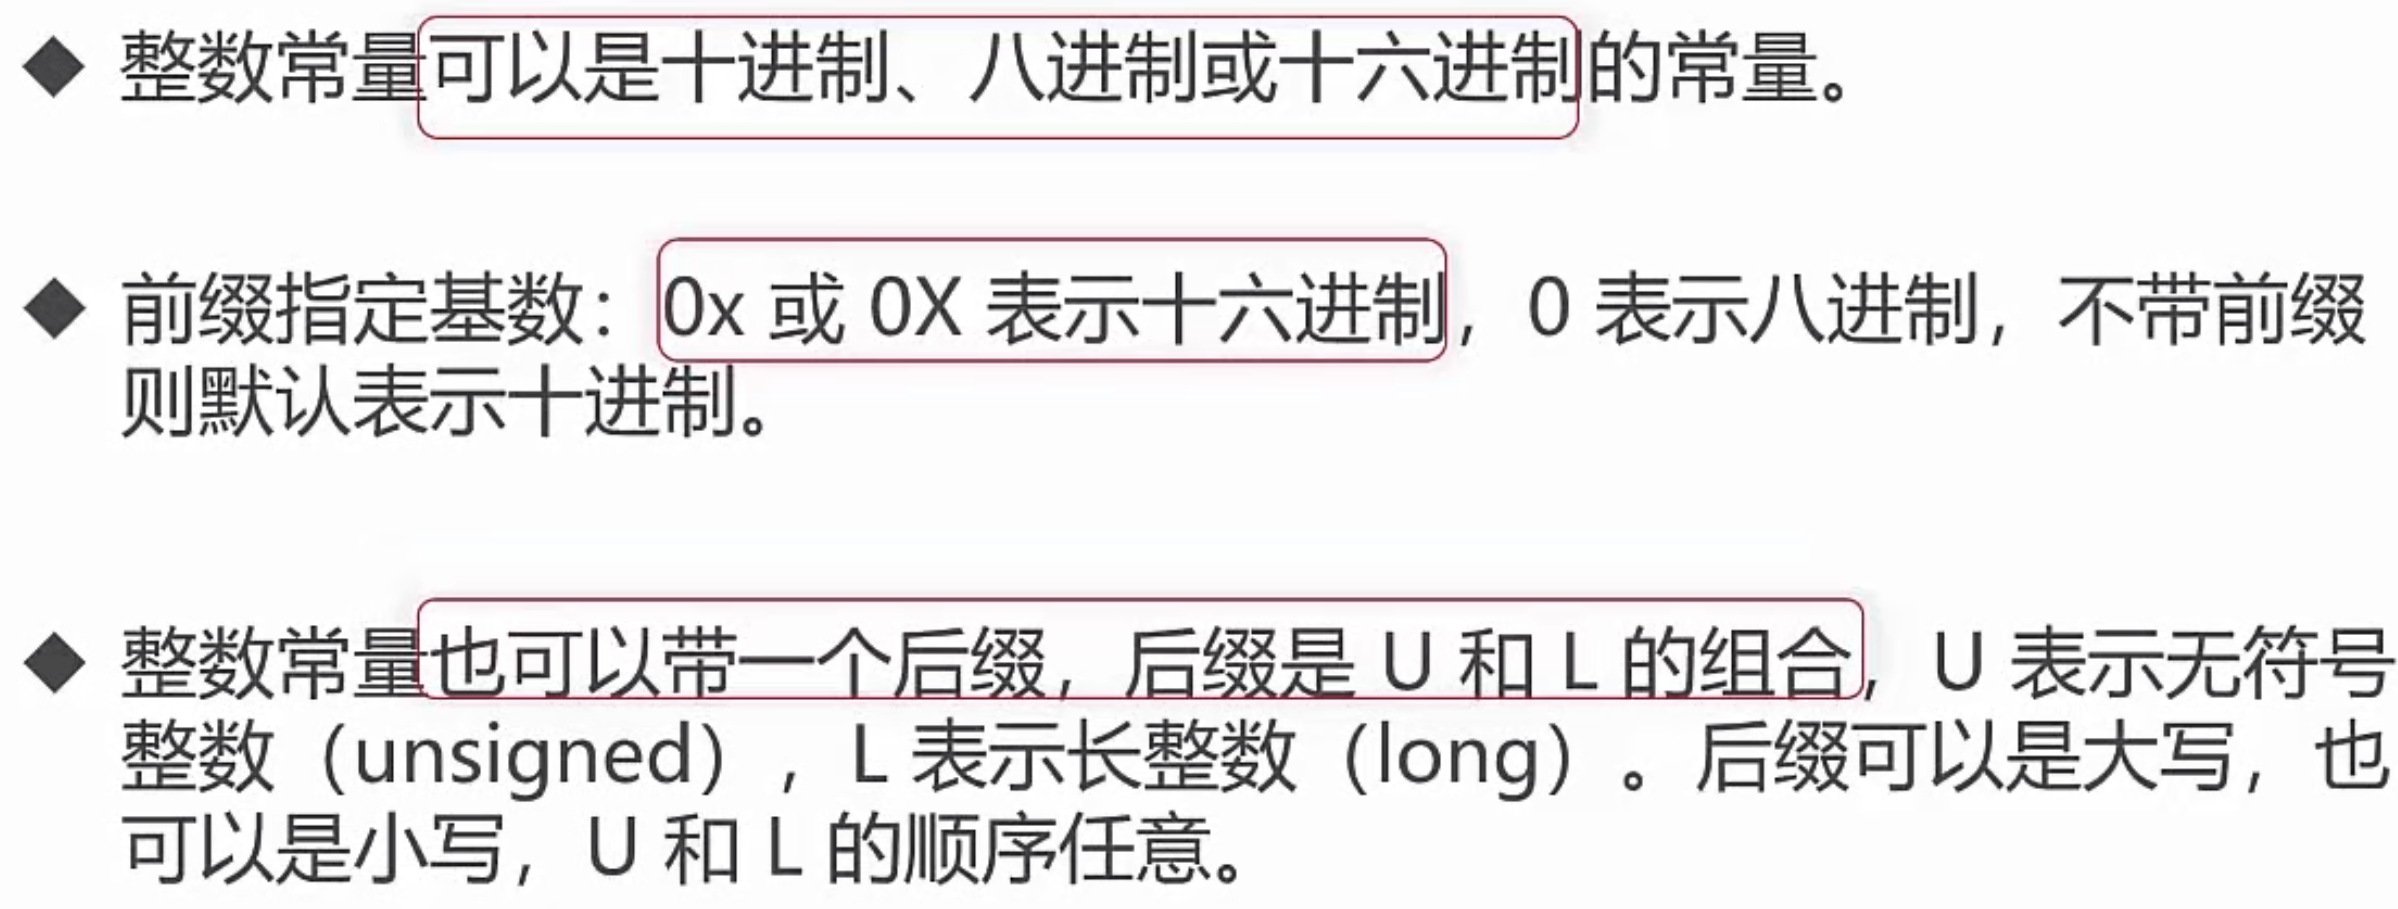 ◆ 整数常量可以是十进制、八进制或十六进制的常量。
◆ 前缀指定基数：0x 或 0X 表示十六进制，0 表示八进制，不带前缀
则默认表示十进制。
◆ 整数常量也可以带一个后缀，后缀是 U 和 L 的组合，U 表示无符号
整数（unsigned），L 表示长整数（long）。后缀可以是大写，也
可以是小写，U 和 L 的顺序任意。